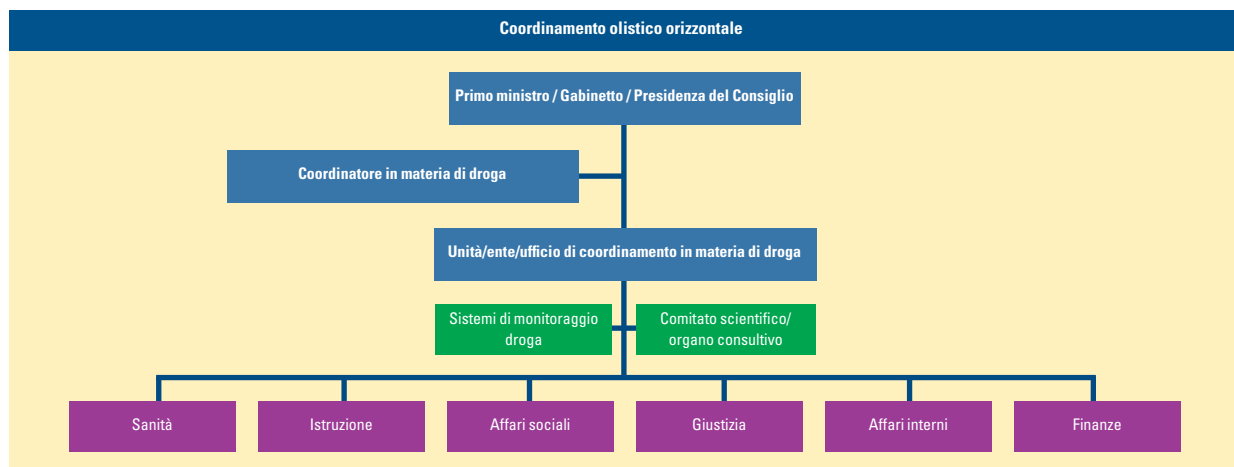 Coordinamento olistico orizzontale
Primo ministro / Gabinetto / Presidenza del Consiglio
Coordinatore in materia di droga
Unità/ente/ufficio di coordinamento in materia di droga
Sistemi di monitoraggio
droga
Comitato scientifico/
organo consultivo
Sanità
Istruzione
Affari sociali
Giustizia
Affari interni
Finanze